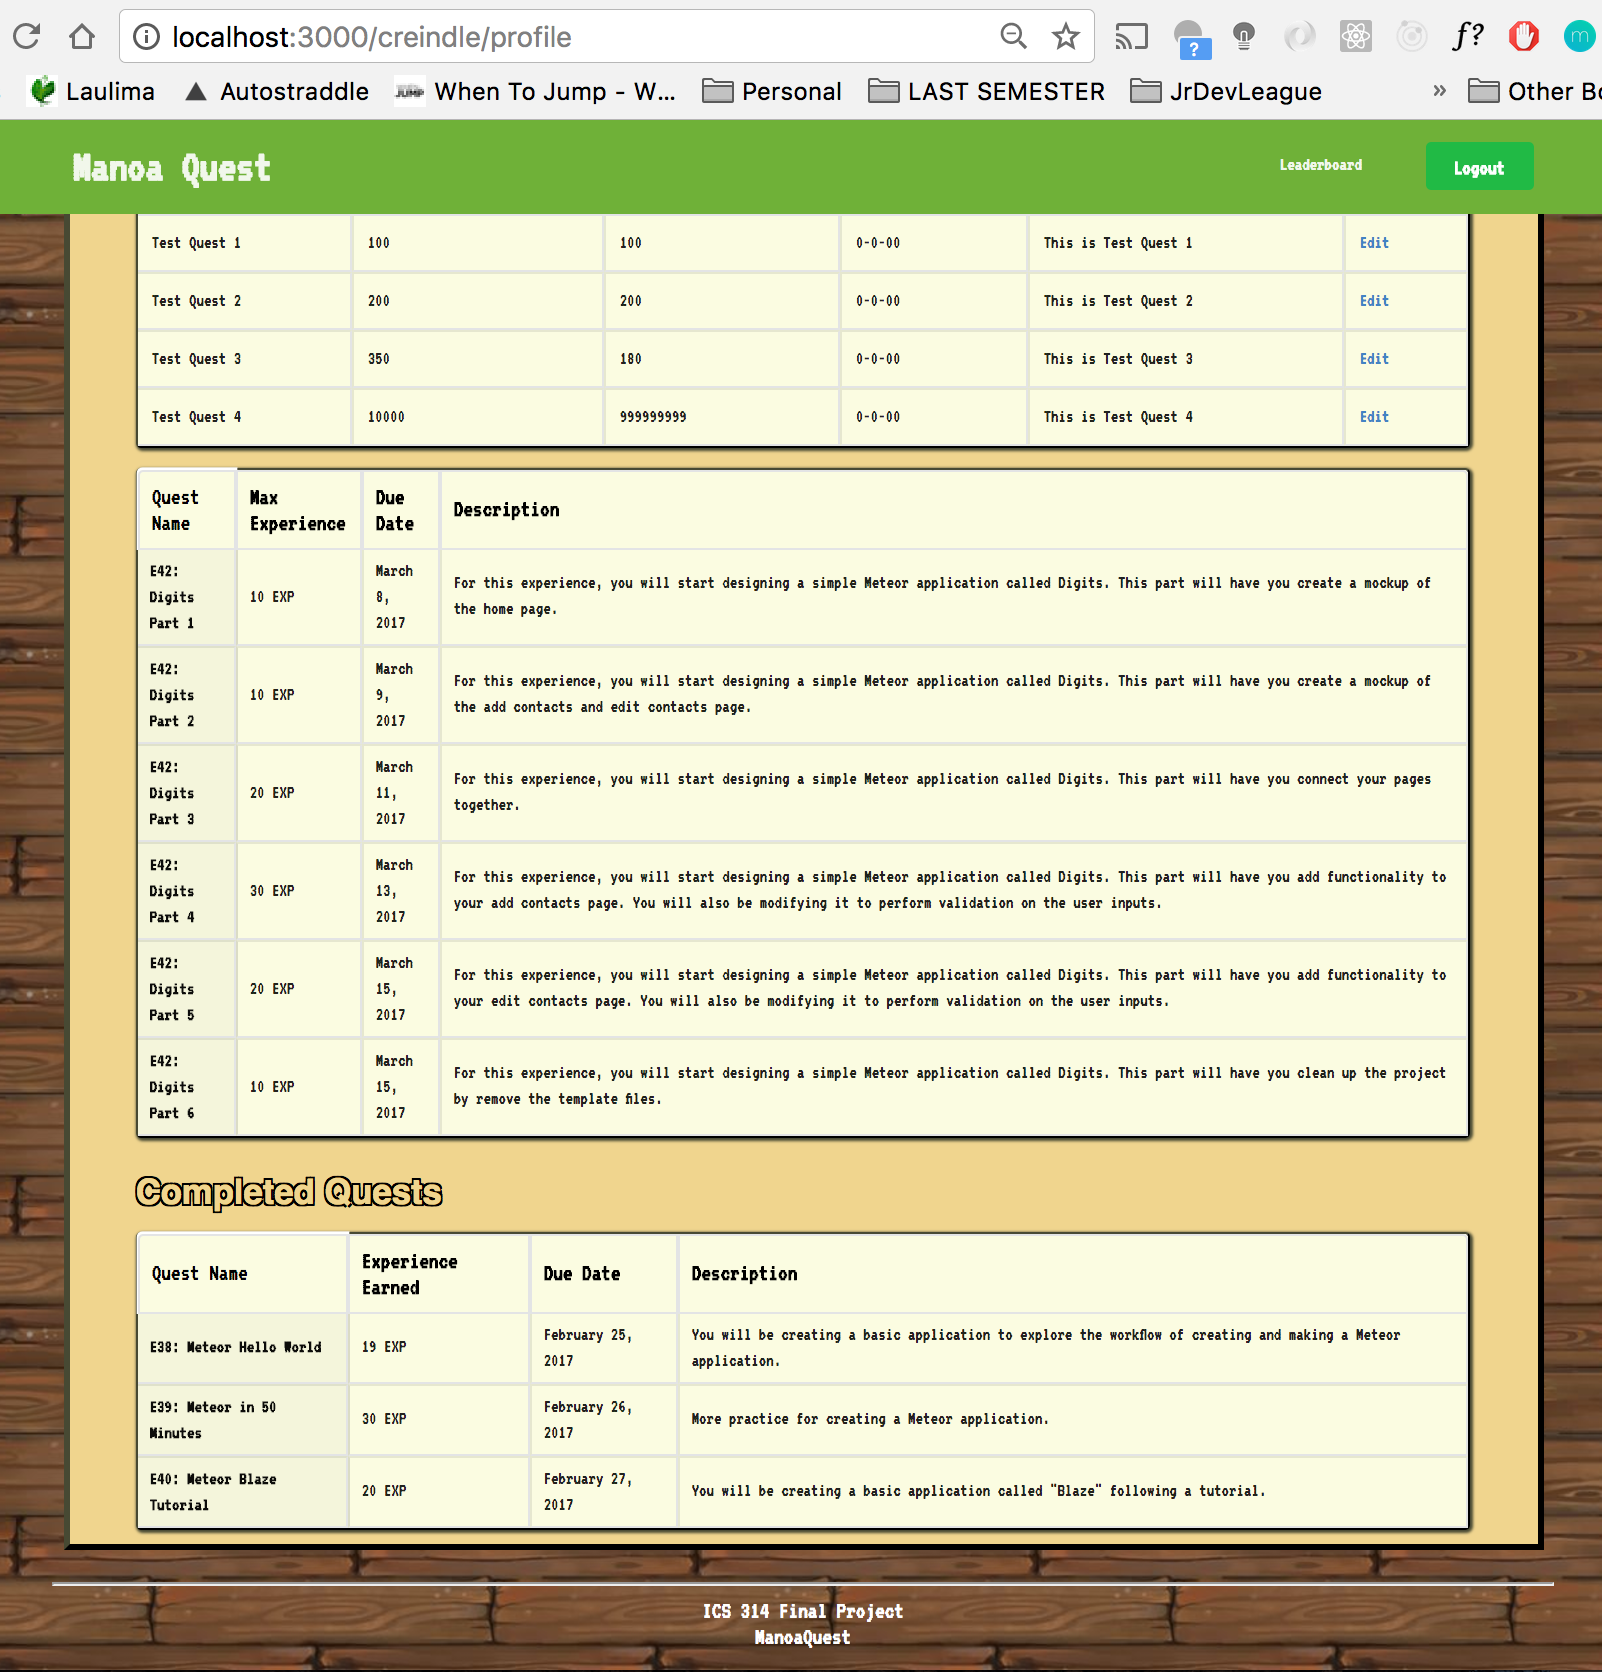 localhost:3000/creindle/profile
?
f?
m
Laulima
Autostraddle
JUMP
When To Jump - W...
Personal
LAST SEMESTER
JrDevLeague
»
Other Bo
Manoa Quest
Leaderboard
Logout
Test Quest 1 100 100 0-0-00 This is Test Quest 1 Edit
Test Quest 2 200 200 0-0-00 This is Test Quest 2 Edit
Test Quest 3 350 180 0-0-00 This is Test Quest 3 Edit
Test Quest 4 10000 999999999 0-0-00 This is Test Quest 4 Edit
Quest
Name
Max
Experience
Due
Date
Description
E42:
Digits
Part 1
10 EXP
March
8,
2017
For this experience, you will start designing a simple Meteor application called Digits. This part will have you create a mockup of
the home page.
E42:
Digits
Part 2
10 EXP
March
9,
2017
For this experience, you will start designing a simple Meteor application called Digits. This part will have you create a mockup of
the add contacts and edit contacts page.
E42:
Digits
Part 3
20 EXP
March
11,
2017
For this experience, you will start designing a simple Meteor application called Digits. This part will have you connect your pages
together.
E42:
Digits
Part 4
30 EXP
March
13,
2017
For this experience, you will start designing a simple Meteor application called Digits. This part will have you add functionality to
your add contacts page. You will also be modifying it to perform validation on the user inputs.
E42:
Digits
Part 5
20 EXP
March
15,
2017
For this experience, you will start designing a simple Meteor application called Digits. This part will have you add functionality to
your edit contacts page. You will also be modifying it to perform validation on the user inputs.
E42:
Digits
Part 6
10 EXP
March
15,
2017
For this experience, you will start designing a simple Meteor application called Digits. This part will have you clean up the project
by remove the template files.
Completed Quests
Quest Name
Experience
Earned
Due Date
Description
E38: Meteor Hello World
19 EXP
February 25,
2017
You will be creating a basic application to explore the workflow of creating and making a Meteor
application.
E39: Meteor in 50
Minutes
30 EXP
February 26,
2017
More practice for creating a Meteor application.
E40: Meteor Blaze
Tutorial
20 EXP
February 27,
2017
You will be creating a basic application called "Blaze" following a tutorial.
ICS 314 Final Project
ManoaQuest